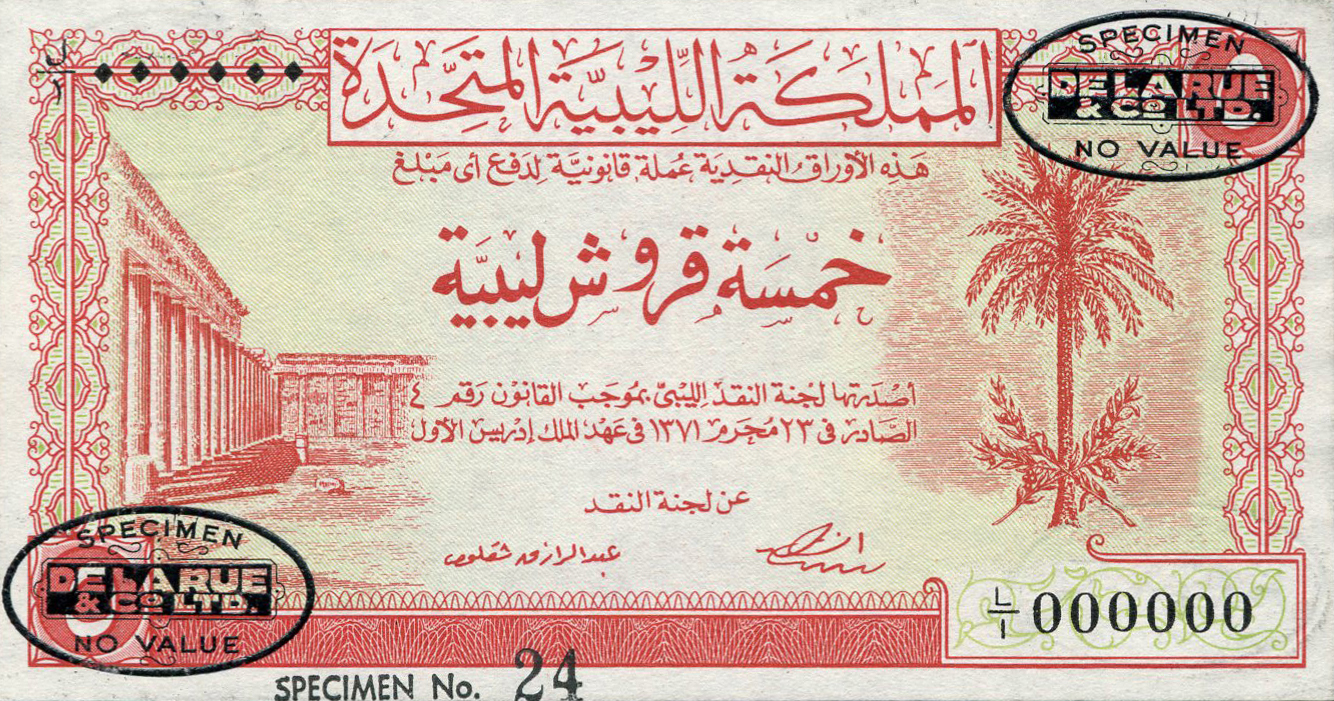 المملكة الليبية المتحدة
SPECIMEN
DE LA RUE
& Co LTD.
NO VALUE
هذه الأوراق النقدية عملة قانونية لدفع أى مبلغ
خمسة قروش ليبية
أصدرتها لجنة النقد الليبى بموجب القانون رقم ٤
الصادر فى ٢٣ محرم ١٣٧١ فى عهد الملك إدريس الأول
عن لجنة النقد
عبد الرازق شقلوف
SPECIMEN
DE LA RUE
& Co LTD.
NO VALUE
L/1 000000
SPECIMEN No. 24